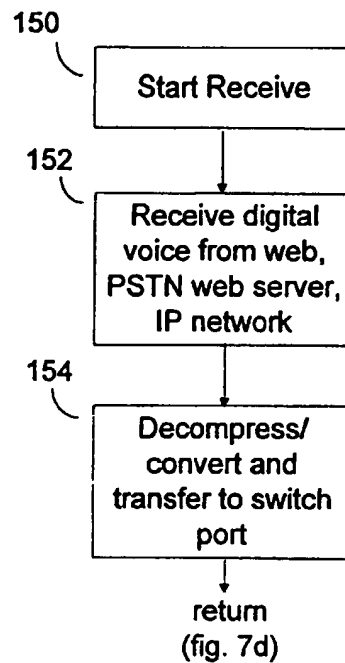 150
Start Receive
152
Receive digital
voice from web,
PSTN web server,
IP network
154
Decompress/
convert and
transfer to switch
port
return
(fig. 7d)